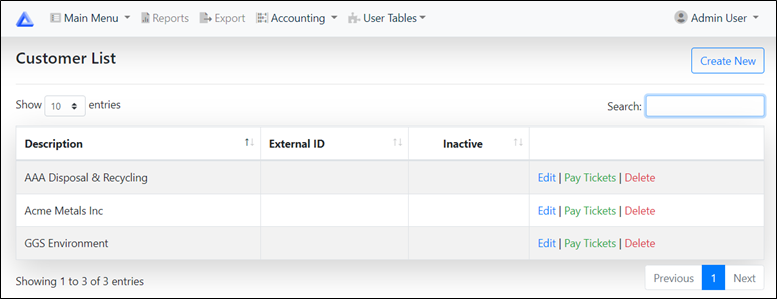 Main Menu Reports Export Accounting User Tables Admin User
Customer List Create New
Show 10 entries Search:
Description External ID Inactive
AAA Disposal & Recycling Edit | Pay Tickets | Delete
Acme Metals Inc Edit | Pay Tickets | Delete
GGS Environment Edit | Pay Tickets | Delete
Showing 1 to 3 of 3 entries Previous 1 Next